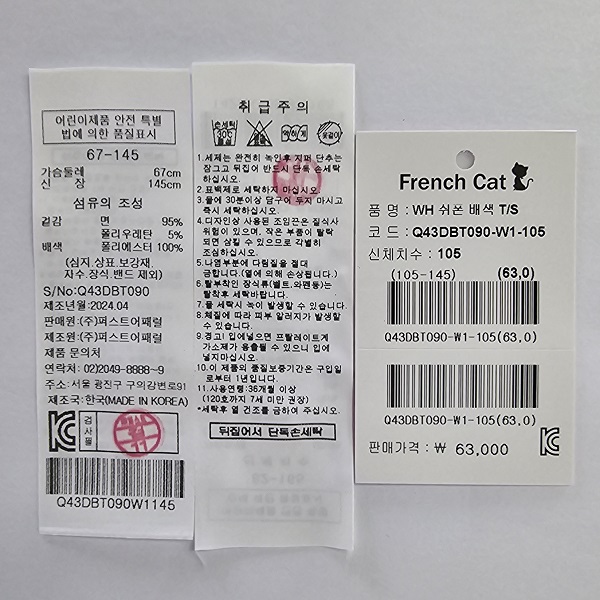 어린이제품 안전 특별
법에 의한 품질표시
67-145
가슴둘레 67cm
신 장 145cm
섬유의 조성
겉감 면 95%
폴리우레탄 5%
배색 폴리에스터 100%
(심지,상표,보강재,
자수.장식.밴드 제외)
S/No:Q43DBT090
제조년월:2024.04
판매원:(주)퍼스트어패럴
제조원:(주)퍼스트어패럴
제품 문의처
연락처: 02)2049-8888~9
주소: 서울 광진구 구의강변로91
제조국:한국(MADE IN KOREA)
검사필
Q43DBT090W1145
취급주의
손세탁
30℃
중성
약하게
옷걸이
1.세제는 완전히 녹인후 지퍼 단추는
잠그고 뒤집어 반드시 단독 손세탁
하십시오.
2.표백제로 세탁하지 마십시오.
3.물에 30분이상 담구어 두지 마시고
즉시 세탁하십시오.
4.디자인상 사용된 조임끈은 질식사
위험이 있으며, 작은 부품이 탈락
되면 삼킬 수 있으므로 각별히
조심하십시오.
5.나염부분에 다림질을 절대
금합니다.(열에 의해 손상됩니다.)
6.탈부착인 장식류(벨트,와펜등)는
탈착후 세탁바랍니다.
7.물 세탁시 녹이 발생할 수 있습니다.
8.체질에 따라 피부 알러지가 발생할
수 있습니다.
9.경고! 입에넣으면 프탈레이트계
가소제가 용출될 수 있으니 입에
넣지마십시오.
10.이 제품의 품질보증기간은 구입일
로부터 1년입니다.
11.사용연령:36개월 이상
(120호까지 7세 미만 권장)
*세탁후 열 건조를 금하여 주십시오.
뒤집어서 단독손세탁
French Cat
품 명 : WH 쉬폰 배색 T/S
코 드 : Q43DBT090-W1-105
신체치수 : 105
(105-145) (63,0)
Q43DBT090-W1-105(63,0)
Q43DBT090-W1-105(63,0)
판매가격 : ₩ 63,000